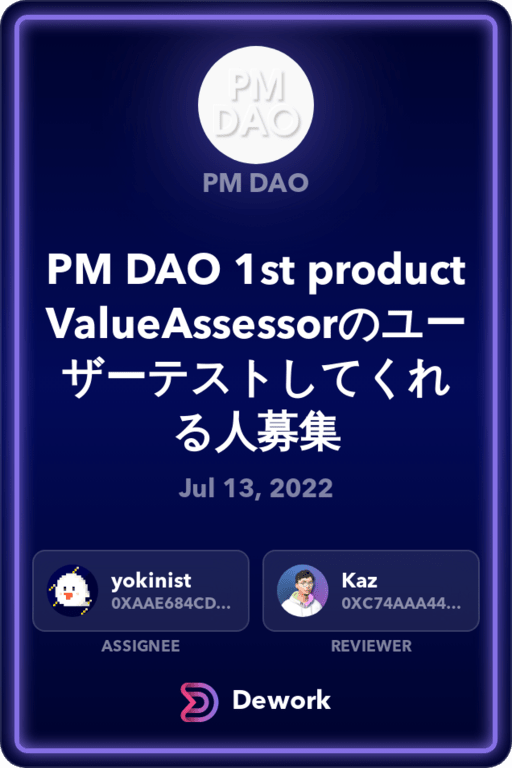 PM
DAO
PM DAO
PM DAO 1st product
ValueAssessorのユー
ザーテストしてくれ
る人募集
Jul 13, 2022
yokinist
0XAAE684CD...
Kaz
0XC74AAA44...
ASSIGNEE
REVIEWER
Dework